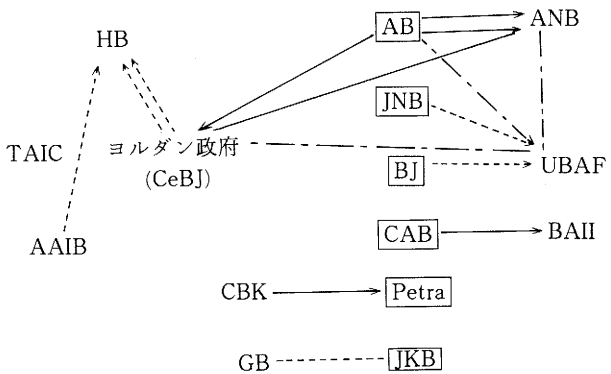 HB
AB
ANB
JNB
TAIC
ヨルダン政府
(CeBJ)
BJ
UBAF
AAIB
CAB
BAII
CBK
Petra
GB
JKB